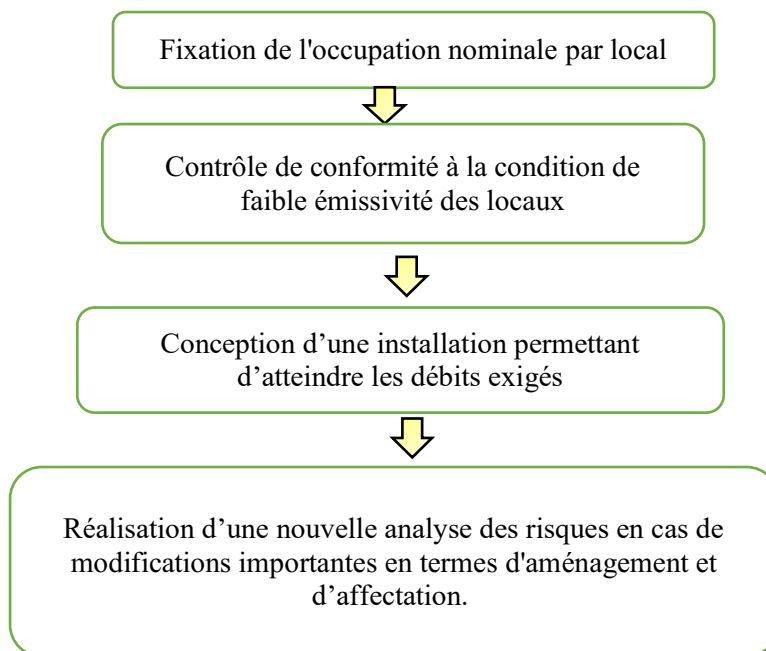 Fixation de l'occupation nominale par local
Contrôle de conformité à la condition de
faible émissivité des locaux
Conception d’une installation permettant
d’atteindre les débits exigés
Réalisation d’une nouvelle analyse des risques en cas de
modifications importantes en termes d'aménagement et
d’affectation.